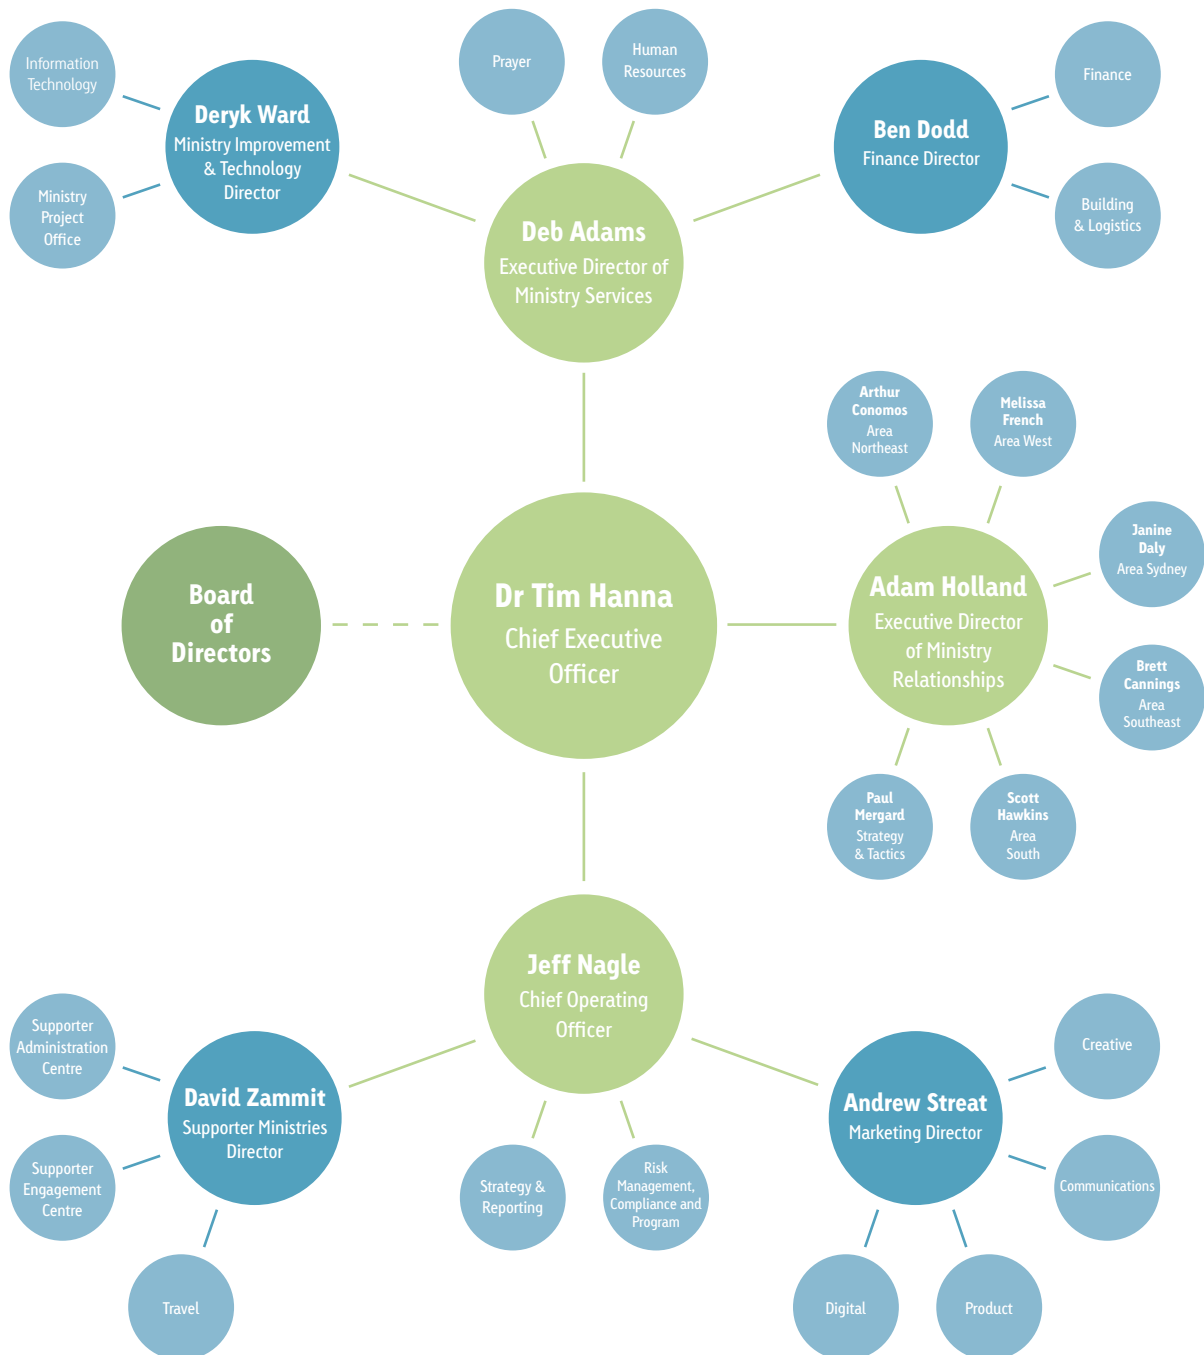 Information
Technology
Deryk Ward
Ministry Improvement
& Technology
Director
Ministry
Project
Office
Prayer
Human
Resources
Deb Adams
Executive Director of
Ministry Services
Ben Dodd
Finance Director
Finance
Building
& Logistics
Board
of
Directors
Dr Tim Hanna
Chief Executive
Officer
Arthur
Conomos
Area
Northeast
Melissa
French
Area West
Janine
Daly
Area Sydney
Adam Holland
Executive Director
of Ministry
Relationships
Brett
Cannings
Area
Southeast
Paul
Mergard
Strategy
& Tactics
Scott
Hawkins
Area
South
Jeff Nagle
Chief Operating
Officer
Supporter
Administration
Centre
David Zammit
Supporter Ministries
Director
Supporter
Engagement
Centre
Travel
Strategy &
Reporting
Risk
Management,
Compliance and
Program
Andrew Streat
Marketing Director
Creative
Communications
Digital
Product